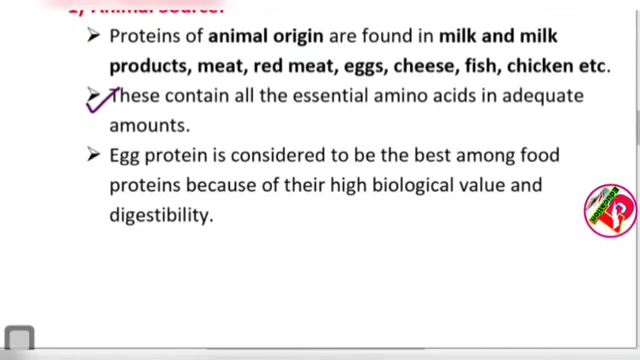 1) Animal Source:
➤ Proteins of animal origin are found in milk and milk
products, meat, red meat, eggs, cheese, fish, chicken etc.
➤ These contain all the essential amino acids in adequate
amounts.
➤ Egg protein is considered to be the best among food
proteins because of their high biological value and
digestibility.
Education